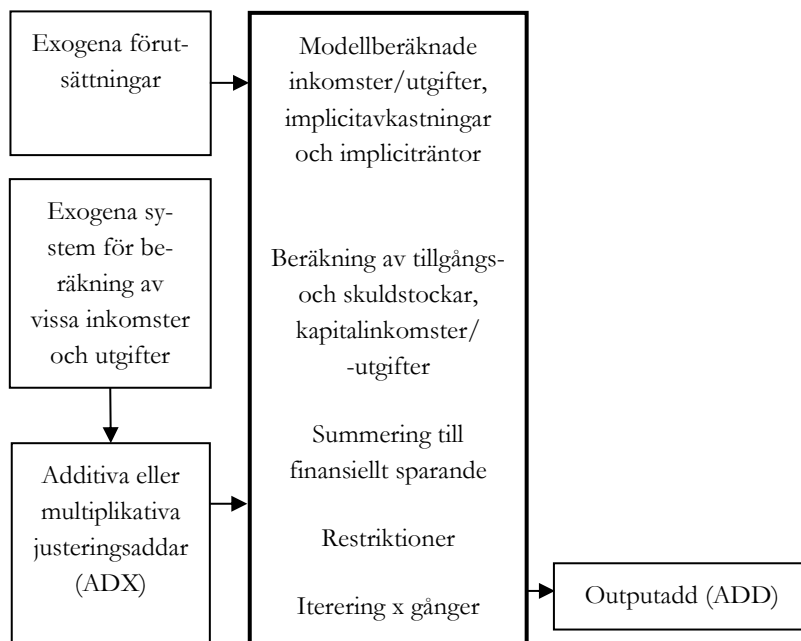 Exogena förut-
sättningar
Exogena sy-
stem för be-
räkning av
vissa inkomster
och utgifter
Additiva eller
multiplikativa
justeringsaddar
(ADX)
Modellberäknade
inkomster/utgifter,
implicitavkastningar
och impliciträntor
Beräkning av tillgångs-
och skuldstockar,
kapitalinkomster/
-utgifter
Summering till
finansiellt sparande
Restriktioner
Iterering x gånger
Outputadd (ADD)